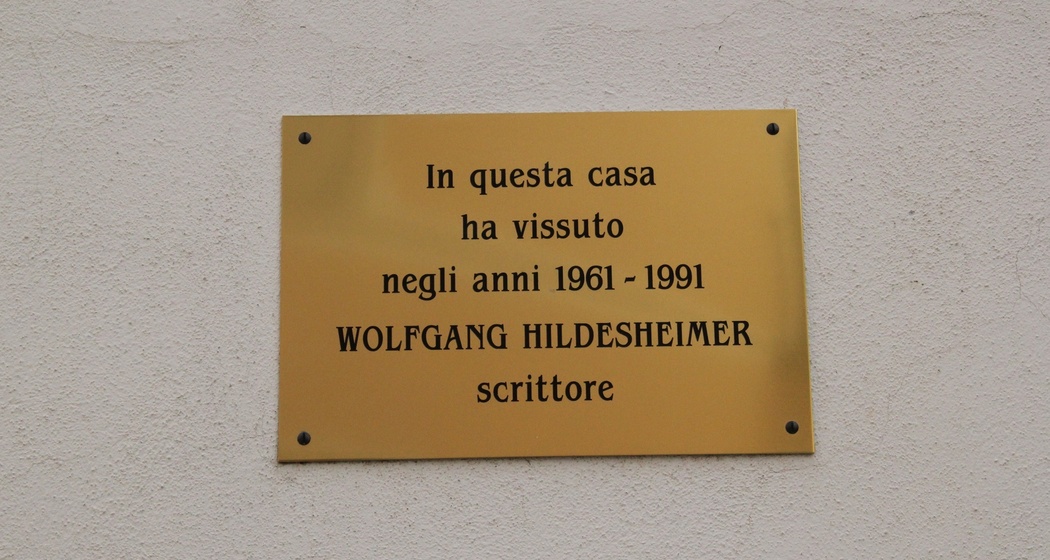 In questa casa
ha vissuto
negli anni 1961 - 1991
WOLFGANG HILDESHEIMER
scrittore